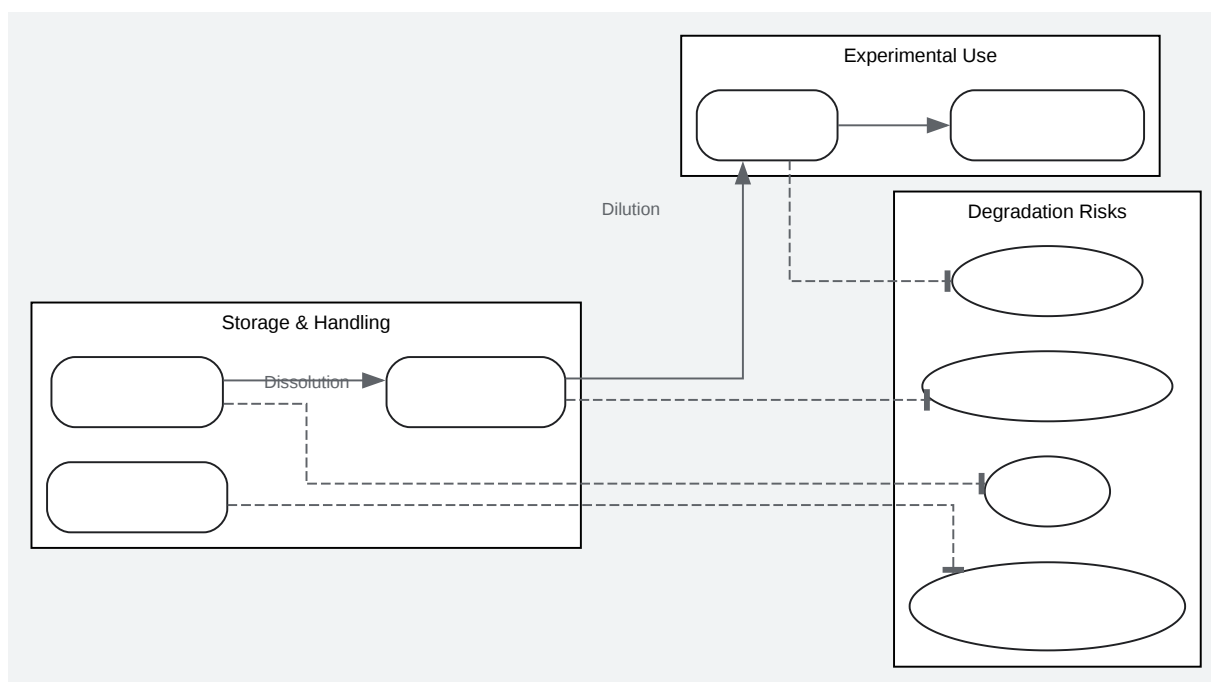 Experimental Use
Dilution
Degradation Risks
Storage & Handling
Dissolution